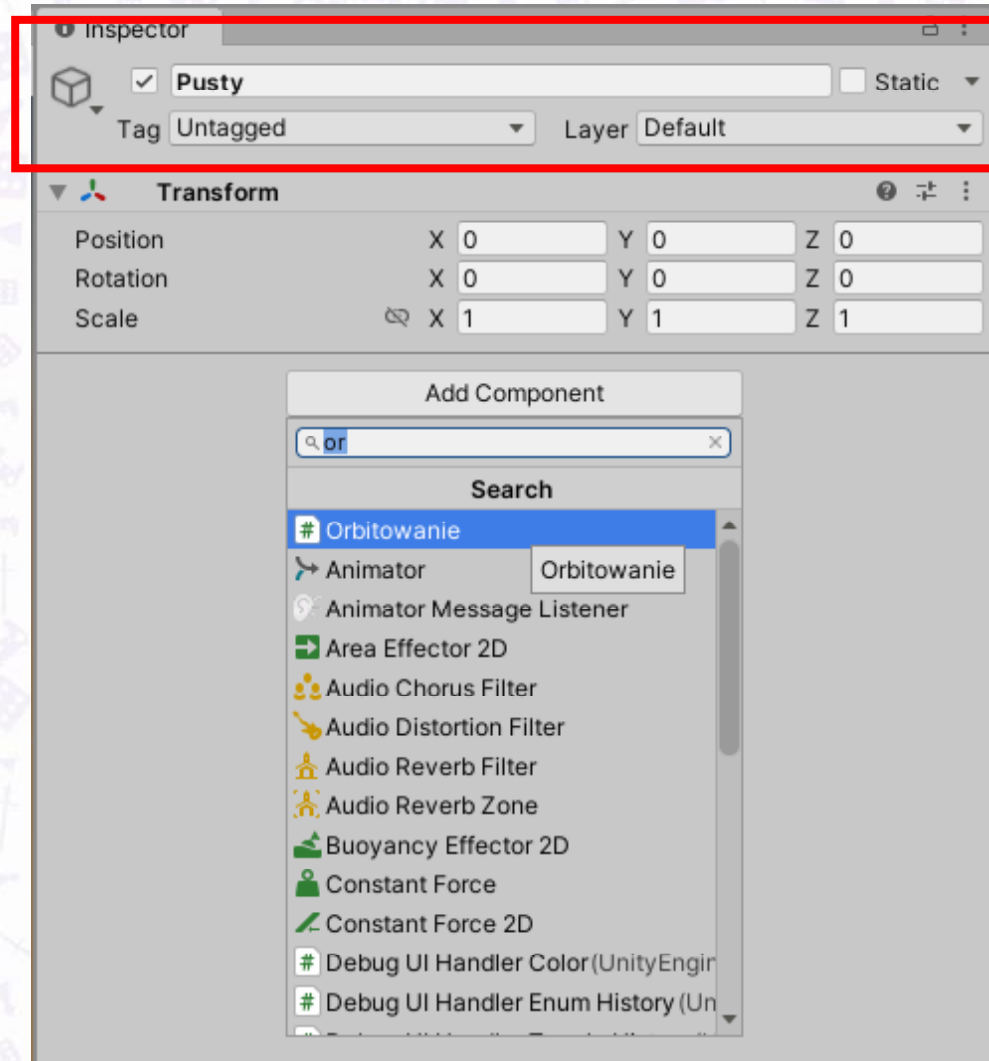 Inspector
Pusty Static
Tag Untagged Layer Default
Transform
Position X 0 Y 0 Z 0
Rotation X 0 Y 0 Z 0
Scale X 1 Y 1 Z 1
Add Component
or
Search
# Orbitowanie
Orbitowanie
Animator
Animator Message Listener
Area Effector 2D
Audio Chorus Filter
Audio Distortion Filter
Audio Reverb Filter
Audio Reverb Zone
Buoyancy Effector 2D
Constant Force
Constant Force 2D
# Debug UI Handler Color (UnityEngin
# Debug UI Handler Enum History (Un